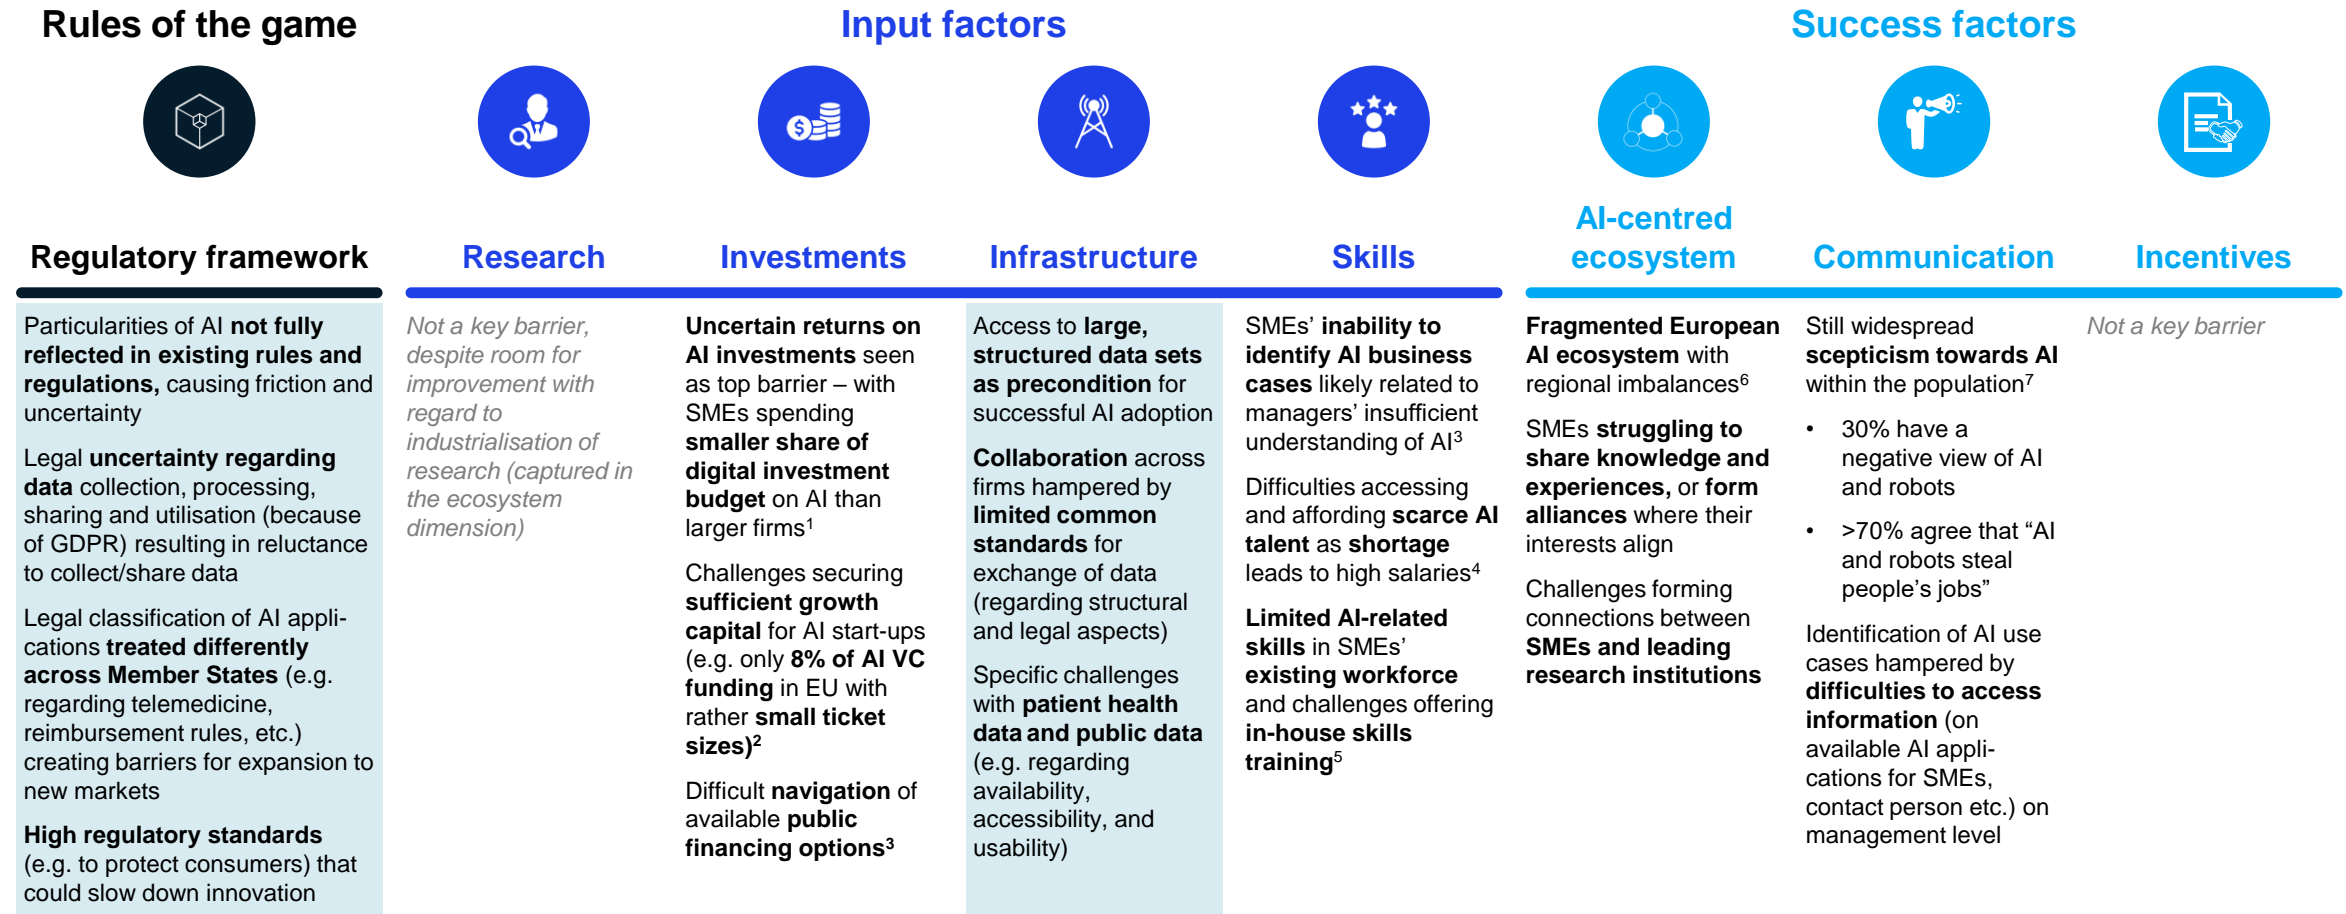 Rules of the game
Input factors
Success factors
Regulatory framework
Particularities of AI not fully
reflected in existing rules and
regulations, causing friction and
uncertainty
Legal uncertainty regarding
data collection, processing,
sharing and utilisation (because
of GDPR) resulting in reluctance
to collect/share data
Legal classification of AI appli-
cations treated differently
across Member States (e.g.
regarding telemedicine,
reimbursement rules, etc.)
creating barriers for expansion to
new markets
High regulatory standards
(e.g. to protect consumers) that
could slow down innovation
Research
Not a key barrier,
despite room for
improvement with
regard to
industrialisation of
research (captured in
the ecosystem
dimension)
Investments
Uncertain returns on
AI investments seen
as top barrier – with
SMEs spending
smaller share of
digital investment
budget on AI than
larger firms¹
Challenges securing
sufficient growth
capital for AI start-ups
(e.g. only 8% of AI VC
funding in EU with
rather small ticket
sizes)²
Difficult navigation of
available public
financing options³
Infrastructure
Access to large,
structured data sets
as precondition for
successful AI adoption
Collaboration across
firms hampered by
limited common
standards for
exchange of data
(regarding structural
and legal aspects)
Specific challenges
with patient health
data and public data
(e.g. regarding
availability,
accessibility, and
usability)
Skills
SMEs’ inability to
identify AI business
cases likely related to
managers’ insufficient
understanding of AI³
Difficulties accessing
and affording scarce AI
talent as shortage
leads to high salaries⁴
Limited AI-related
skills in SMEs’
existing workforce
and challenges offering
in-house skills
training⁵
AI-centred
ecosystem
Fragmented European
AI ecosystem with
regional imbalances⁶
SMEs struggling to
share knowledge and
experiences, or form
alliances where their
interests align
Challenges forming
connections between
SMEs and leading
research institutions
Communication
Still widespread
scepticism towards AI
within the population⁷
• 30% have a
negative view of AI
and robots
• >70% agree that “AI
and robots steal
people’s jobs”
Identification of AI use
cases hampered by
difficulties to access
information (on
available AI appli-
cations for SMEs,
contact person etc.) on
management level
Incentives
Not a key barrier